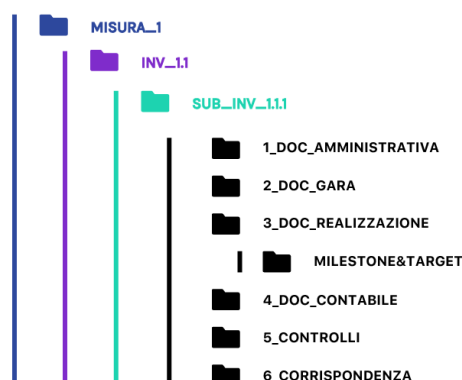 MISURA_1
INV_1.1
SUB_INV_1.1.1
1_DOC_AMMINISTRATIVA
2_DOC_GARA
3_DOC_REALIZZAZIONE
MILESTONE&TARGET
4_DOC_CONTABILE
5_CONTROLLI
6_CORRISPONDENZA